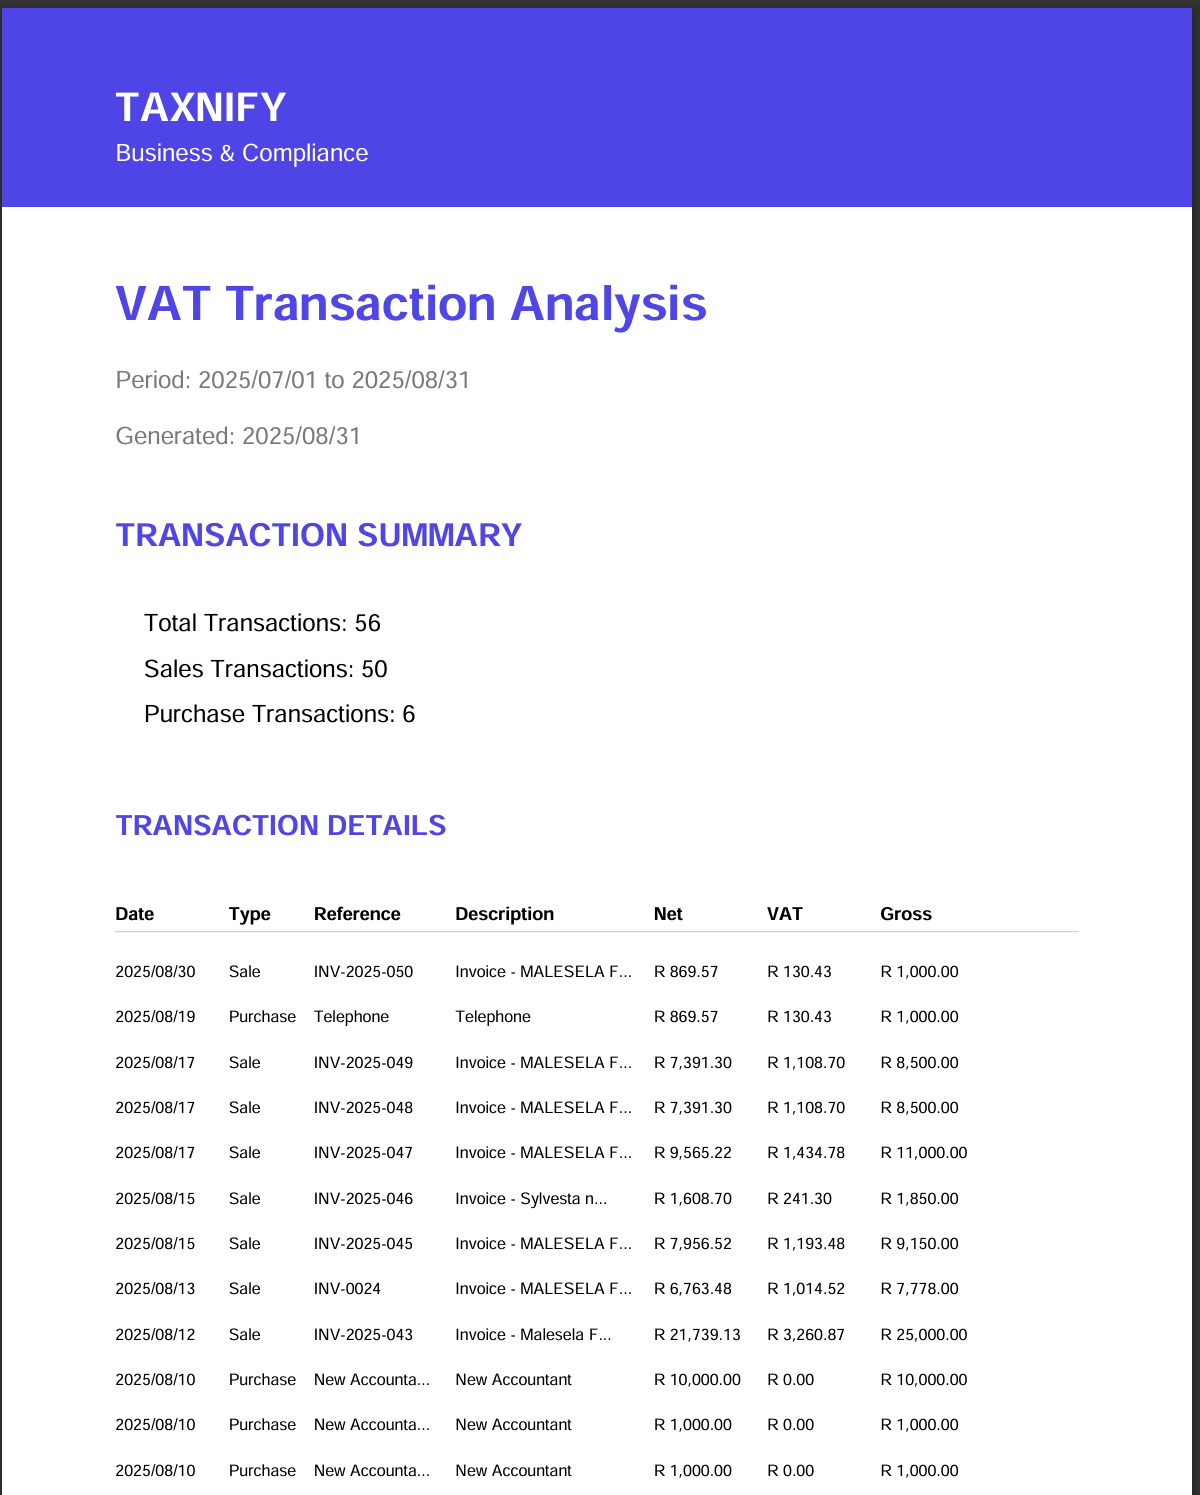 TAXNIFY
Business & Compliance
VAT Transaction Analysis
Period: 2025/07/01 to 2025/08/31
Generated: 2025/08/31
TRANSACTION SUMMARY
Total Transactions: 56
Sales Transactions: 50
Purchase Transactions: 6
TRANSACTION DETAILS
Date Type Reference Description Net VAT Gross
2025/08/30 Sale INV-2025-050 Invoice - MALESELA F... R 869.57 R 130.43 R 1,000.00
2025/08/19 Purchase Telephone Telephone R 869.57 R 130.43 R 1,000.00
2025/08/17 Sale INV-2025-049 Invoice - MALESELA F... R 7,391.30 R 1,108.70 R 8,500.00
2025/08/17 Sale INV-2025-048 Invoice - MALESELA F... R 7,391.30 R 1,108.70 R 8,500.00
2025/08/17 Sale INV-2025-047 Invoice - MALESELA F... R 9,565.22 R 1,434.78 R 11,000.00
2025/08/15 Sale INV-2025-046 Invoice - Sylvesta n... R 1,608.70 R 241.30 R 1,850.00
2025/08/15 Sale INV-2025-045 Invoice - MALESELA F... R 7,956.52 R 1,193.48 R 9,150.00
2025/08/13 Sale INV-0024 Invoice - MALESELA F... R 6,763.48 R 1,014.52 R 7,778.00
2025/08/12 Sale INV-2025-043 Invoice - Malesela F... R 21,739.13 R 3,260.87 R 25,000.00
2025/08/10 Purchase New Accounta... New Accountant R 10,000.00 R 0.00 R 10,000.00
2025/08/10 Purchase New Accounta... New Accountant R 1,000.00 R 0.00 R 1,000.00
2025/08/10 Purchase New Accounta... New Accountant R 1,000.00 R 0.00 R 1,000.00